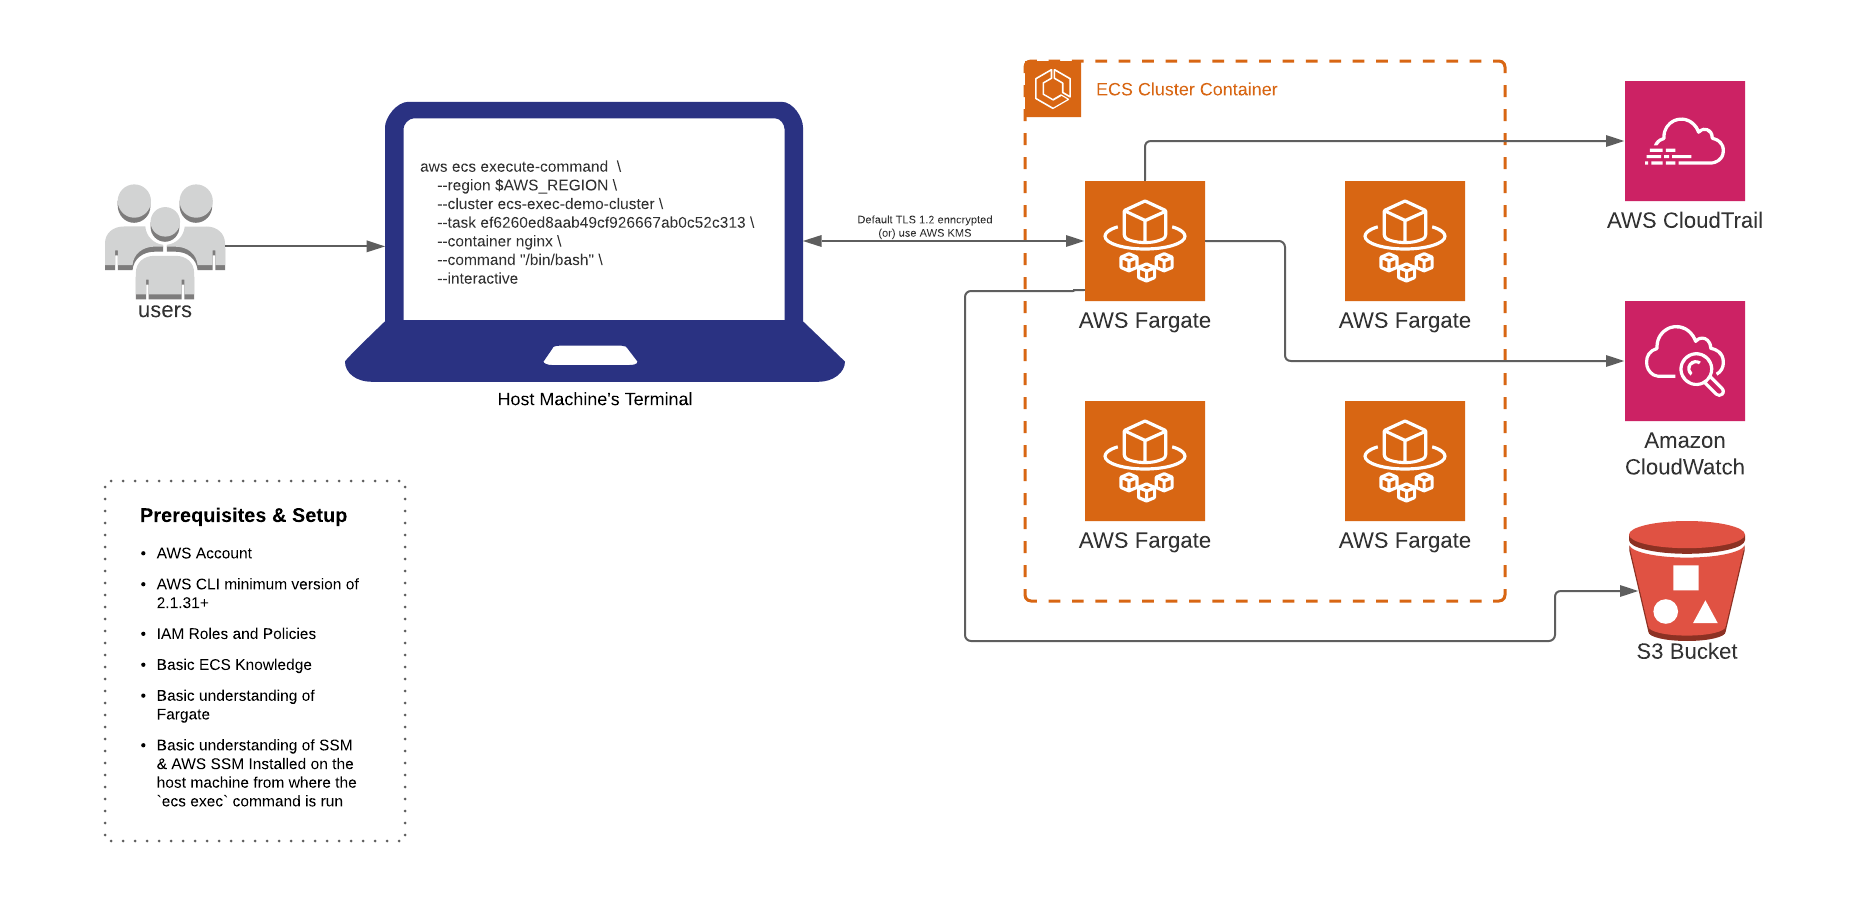 users
aws ecs execute-command \
--region $AWS_REGION \
--cluster ecs-exec-demo-cluster \
--task ef6260ed8aab49cf926667ab0c52c313 \
--container nginx \
--command "/bin/bash" \
--interactive
Host Machine's Terminal
Default TLS 1.2 enncrypted
(or) use AWS KMS
ECS Cluster Container
AWS Fargate
AWS Fargate
AWS Fargate
AWS Fargate
AWS CloudTrail
Amazon
CloudWatch
S3 Bucket
Prerequisites & Setup
• AWS Account
• AWS CLI minimum version of
2.1.31+
• IAM Roles and Policies
• Basic ECS Knowledge
• Basic understanding of
Fargate
• Basic understanding of SSM
& AWS SSM Installed on the
host machine from where the
`ecs exec` command is run